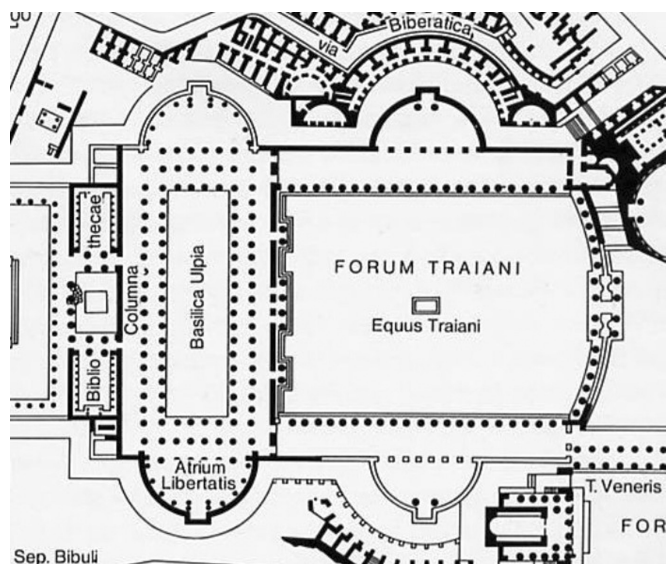 via
Biberatica
thecae
Columna
Basilica Ulpia
FORUM TRAIANI
Equus Traiani
Biblio
Atrium
Libertatis
T. Veneris
FOR
Sep. Bibuli